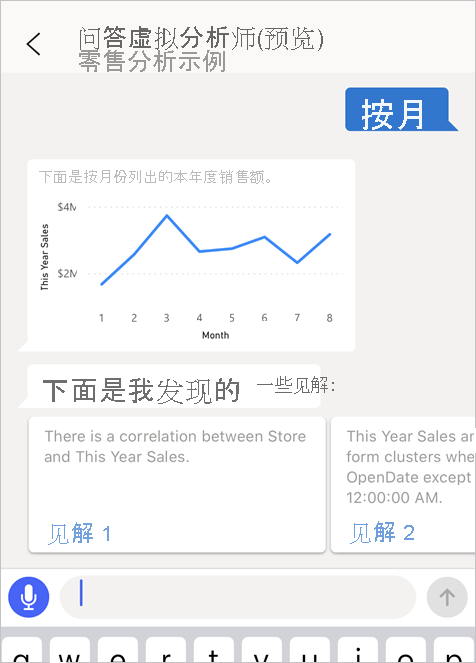 问答虚拟分析师(预览)
零售分析示例
按月
下面是按月份列出的本年度销售额。
$4M
$2M
This Year Sales
1 2 3 4 5 6 7 8
Month
下面是我发现的 一些见解:
There is a correlation between Store
and This Year Sales.
见解 1
This Year Sales ar
form clusters whe
OpenDate except
12:00:00 AM.
见解 2
q w e r t y u i o p